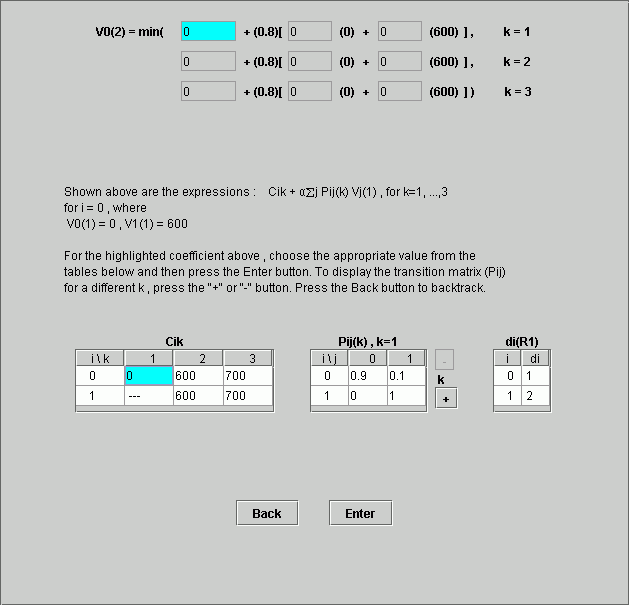 V0(2) = min( 0 + (0.8)[ 0 (0) + 0 (600) ] , k = 1
0 + (0.8)[ 0 (0) + 0 (600) ] , k = 2
0 + (0.8)[ 0 (0) + 0 (600) ] ) k = 3
Shown above are the expressions : Cik + α∑j Pij(k) Vj(1) , for k=1, ...,3
for i = 0 , where
V0(1) = 0 , V1(1) = 600
For the highlighted coefficient above , choose the appropriate value from the
tables below and then press the Enter button. To display the transition matrix (Pij)
for a different k , press the "+" or "-" button. Press the Back button to backtrack.
Cik Pij(k) , k=1 di(R1)
i \ k 1 2 3 i \ j 0 1 - i di
0 0 600 700 0 0.9 0.1 k 0 1
1 --- 600 700 1 0 1 + 1 2
Back Enter